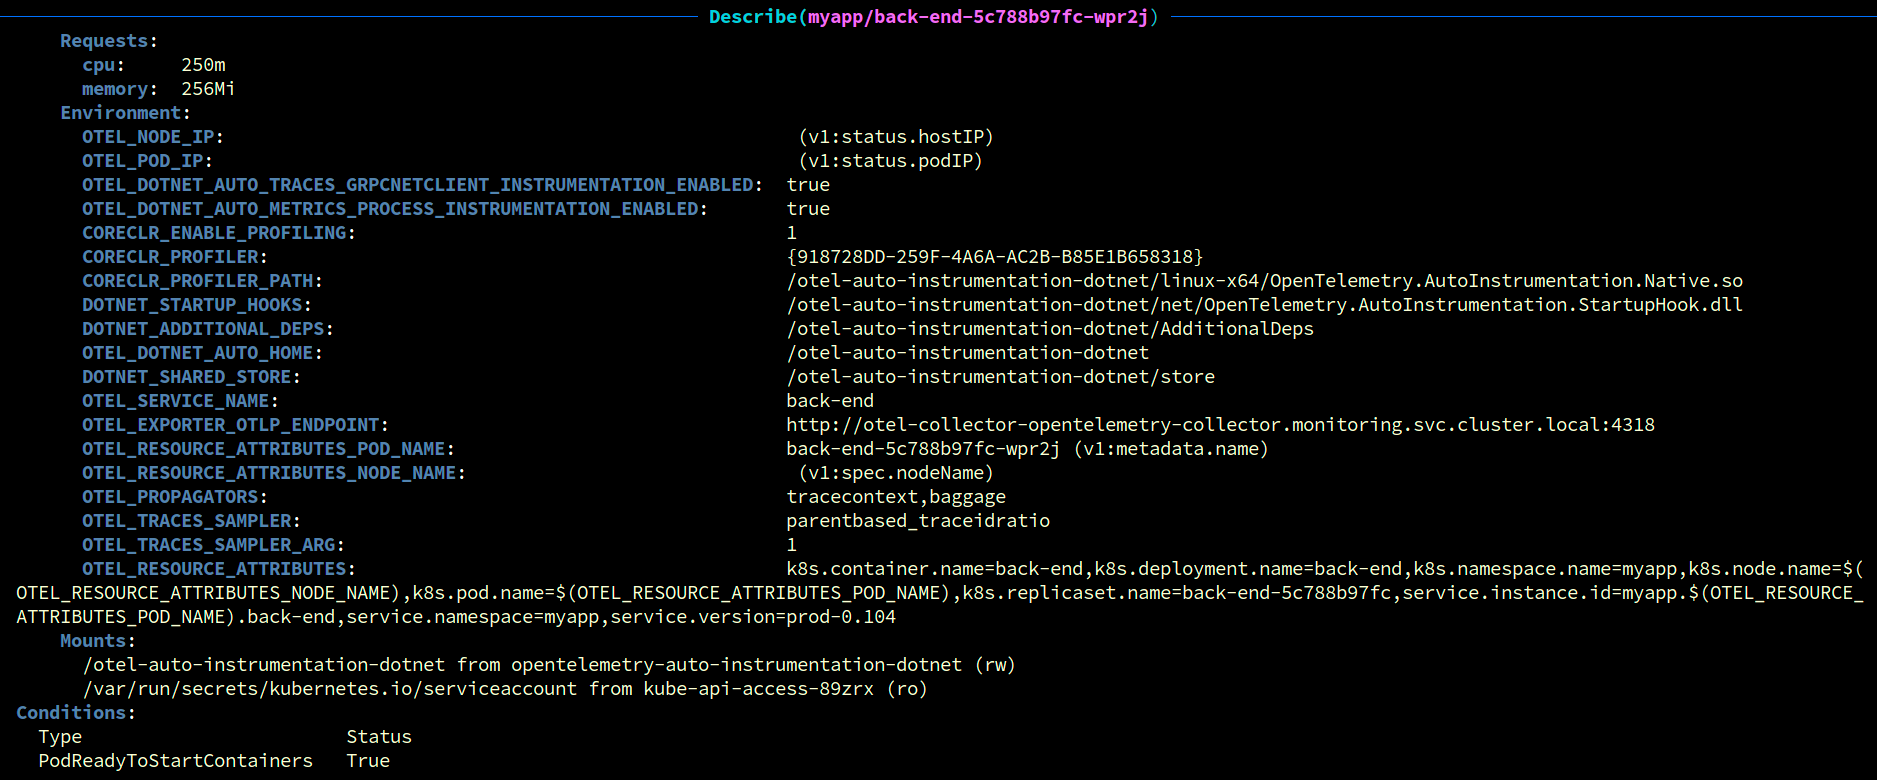 Describe(myapp/back-end-5c788b97fc-wpr2j)
Requests:
cpu: 250m
memory: 256Mi
Environment:
OTEL_NODE_IP: (v1:status.hostIP)
OTEL_POD_IP: (v1:status.podIP)
OTEL_DOTNET_AUTO_TRACES_GRPCNETCLIENT_INSTRUMENTATION_ENABLED: true
OTEL_DOTNET_AUTO_METRICS_PROCESS_INSTRUMENTATION_ENABLED: true
CORECLR_ENABLE_PROFILING: 1
CORECLR_PROFILER: {918728DD-259F-4A6A-AC2B-B85E1B658318}
CORECLR_PROFILER_PATH: /otel-auto-instrumentation-dotnet/linux-x64/OpenTelemetry.AutoInstrumentation.Native.so
DOTNET_STARTUP_HOOKS: /otel-auto-instrumentation-dotnet/net/OpenTelemetry.AutoInstrumentation.StartupHook.dll
DOTNET_ADDITIONAL_DEPS: /otel-auto-instrumentation-dotnet/AdditionalDeps
OTEL_DOTNET_AUTO_HOME: /otel-auto-instrumentation-dotnet
DOTNET_SHARED_STORE: /otel-auto-instrumentation-dotnet/store
OTEL_SERVICE_NAME: back-end
OTEL_EXPORTER_OTLP_ENDPOINT: http://otel-collector-opentelemetry-collector.monitoring.svc.cluster.local:4318
OTEL_RESOURCE_ATTRIBUTES_POD_NAME: back-end-5c788b97fc-wpr2j (v1:metadata.name)
OTEL_RESOURCE_ATTRIBUTES_NODE_NAME: (v1:spec.nodeName)
OTEL_PROPAGATORS: tracecontext,baggage
OTEL_TRACES_SAMPLER: parentbased_traceidratio
OTEL_TRACES_SAMPLER_ARG: 1
OTEL_RESOURCE_ATTRIBUTES: k8s.container.name=back-end,k8s.deployment.name=back-end,k8s.namespace.name=myapp,k8s.node.name=$(
OTEL_RESOURCE_ATTRIBUTES_NODE_NAME),k8s.pod.name=$(OTEL_RESOURCE_ATTRIBUTES_POD_NAME),k8s.replicaset.name=back-end-5c788b97fc,service.instance.id=myapp.$(OTEL_RESOURCE_
ATTRIBUTES_POD_NAME).back-end,service.namespace=myapp,service.version=prod-0.104
Mounts:
/otel-auto-instrumentation-dotnet from opentelemetry-auto-instrumentation-dotnet (rw)
/var/run/secrets/kubernetes.io/serviceaccount from kube-api-access-89zrx (ro)
Conditions:
Type Status
PodReadyToStartContainers True